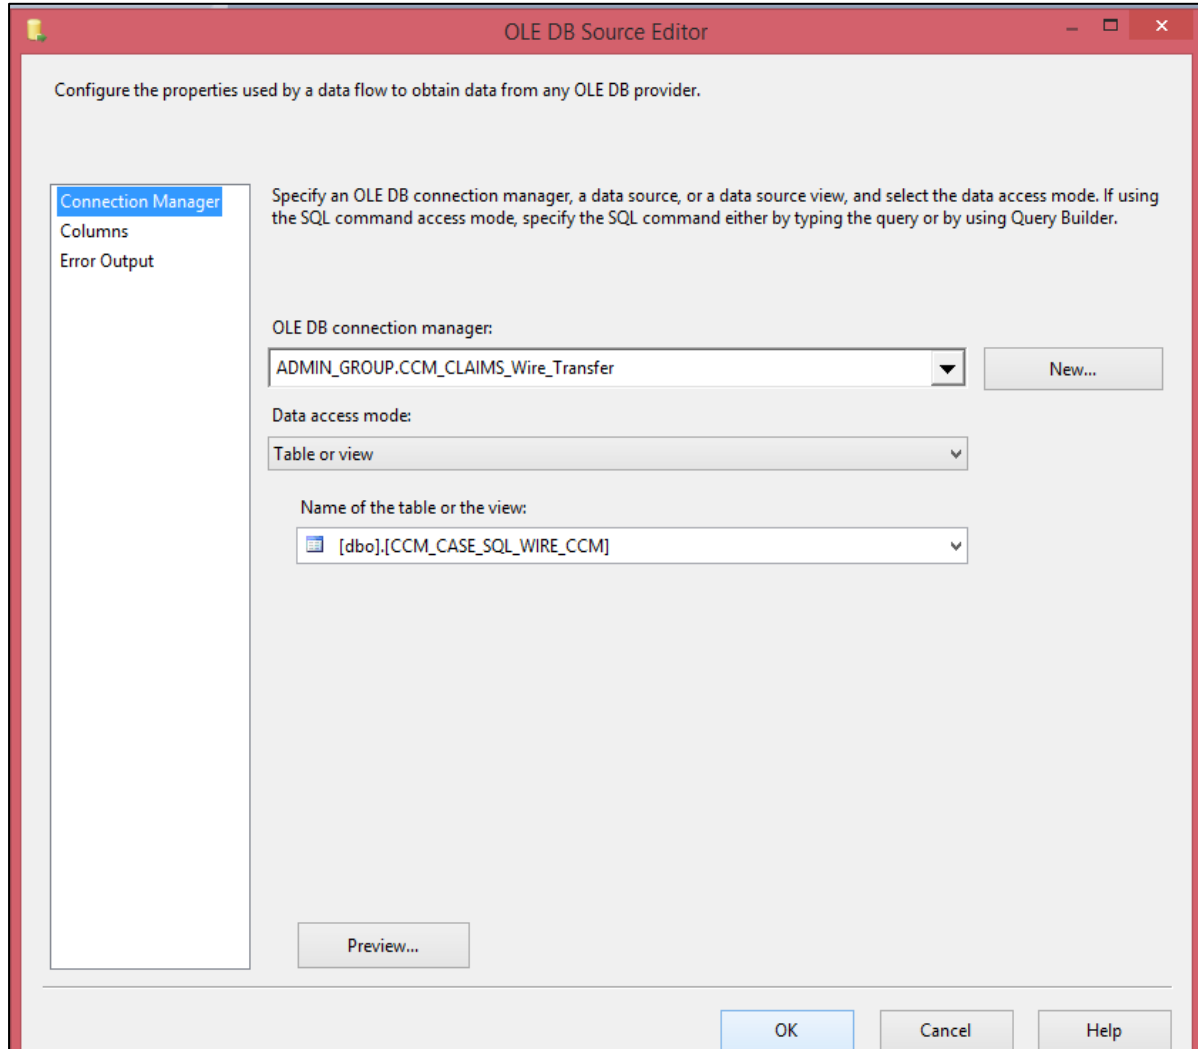 OLE DB Source Editor
Configure the properties used by a data flow to obtain data from any OLE DB provider.
Connection Manager
Columns
Error Output
Specify an OLE DB connection manager, a data source, or a data source view, and select the data access mode. If using
the SQL command access mode, specify the SQL command either by typing the query or by using Query Builder.
OLE DB connection manager:
ADMIN_GROUP.CCM_CLAIMS_Wire_Transfer
New...
Data access mode:
Table or view
Name of the table or the view:
[dbo].[CCM_CASE_SQL_WIRE_CCM]
Preview...
OK
Cancel
Help